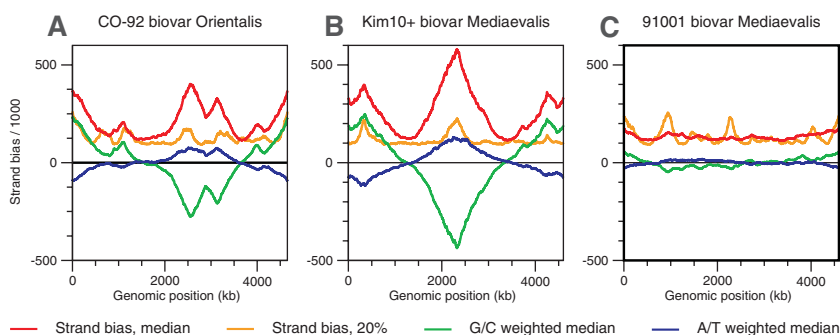 A CO-92 biovar Orientalis
B Kim10+ biovar Mediaevalis
C 91001 biovar Mediaevalis
Strand bias / 1000
500
0
-500
0 2000 4000
Genomic position (kb)
500
0
-500
0 2000 4000
Genomic position (kb)
500
0
-500
0 2000 4000
Genomic position (kb)
Strand bias, median Strand bias, 20% G/C weighted median A/T weighted median